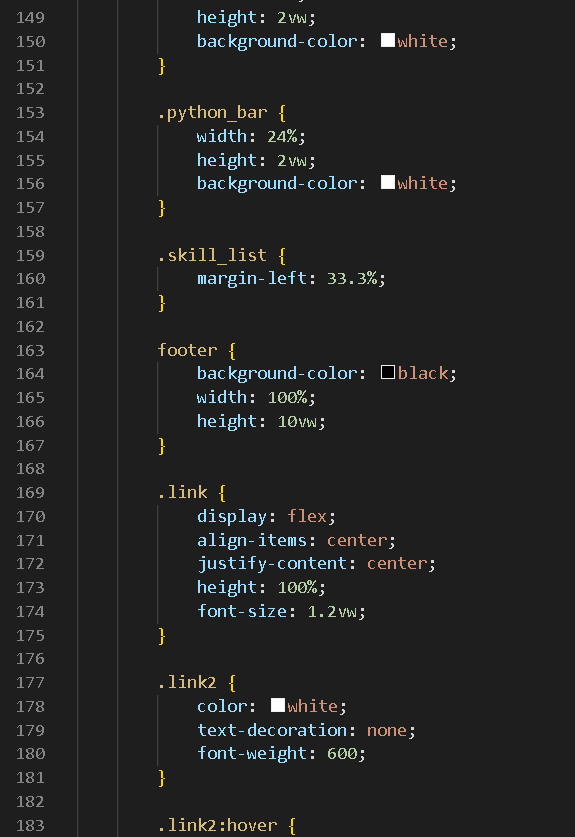 149 height: 2vw;
150 background-color: white;
151 }
152
153 .python_bar {
154 width: 24%;
155 height: 2vw;
156 background-color: white;
157 }
158
159 .skill_list {
160 margin-left: 33.3%;
161 }
162
163 footer {
164 background-color: black;
165 width: 100%;
166 height: 10vw;
167 }
168
169 .link {
170 display: flex;
171 align-items: center;
172 justify-content: center;
173 height: 100%;
174 font-size: 1.2vw;
175 }
176
177 .link2 {
178 color: white;
179 text-decoration: none;
180 font-weight: 600;
181 }
182
183 .link2:hover {